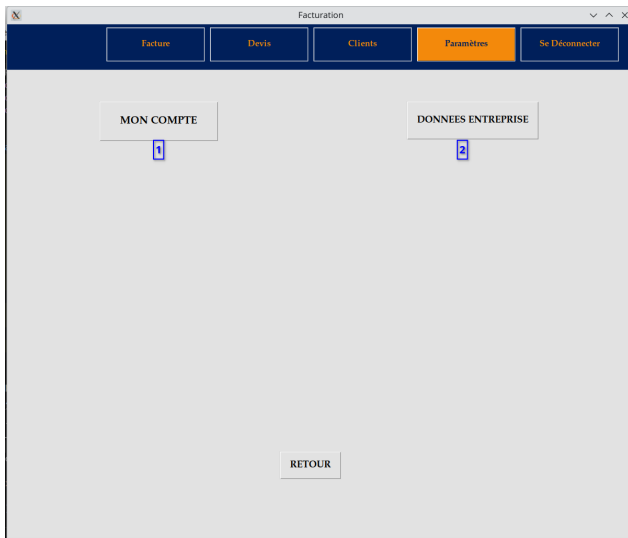 Facturation
Facture Devis Clients Paramètres Se Déconnecter
MON COMPTE DONNEES ENTREPRISE
1 2
RETOUR